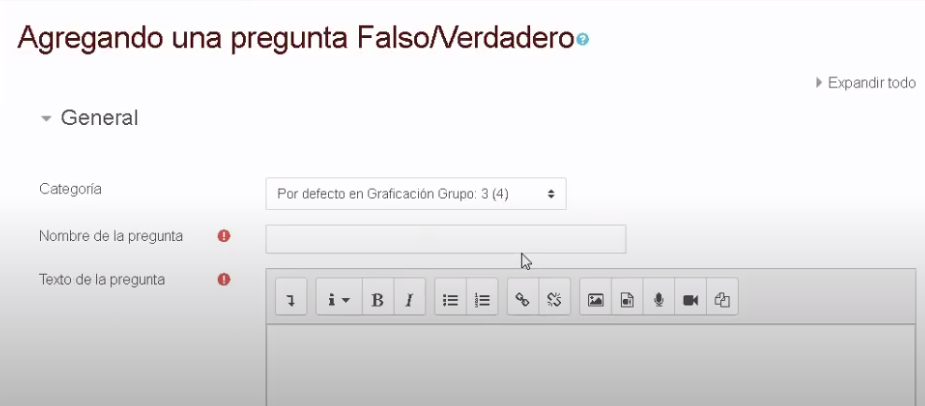 Agregando una pregunta Falso/Verdadero
Expandir todo
General
Categoría
Por defecto en Graficación Grupo: 3 (4)
Nombre de la pregunta
Texto de la pregunta
i B I